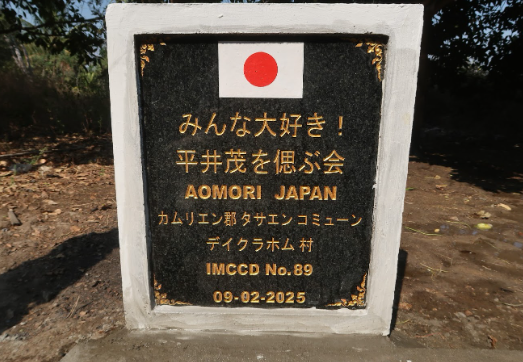 みんな大好き！
平井茂を偲ぶ会
AOMORI JAPAN
カムリエン郡 タサエン コミューン
デイクラホム 村
IMCCD No.89
09-02-2025